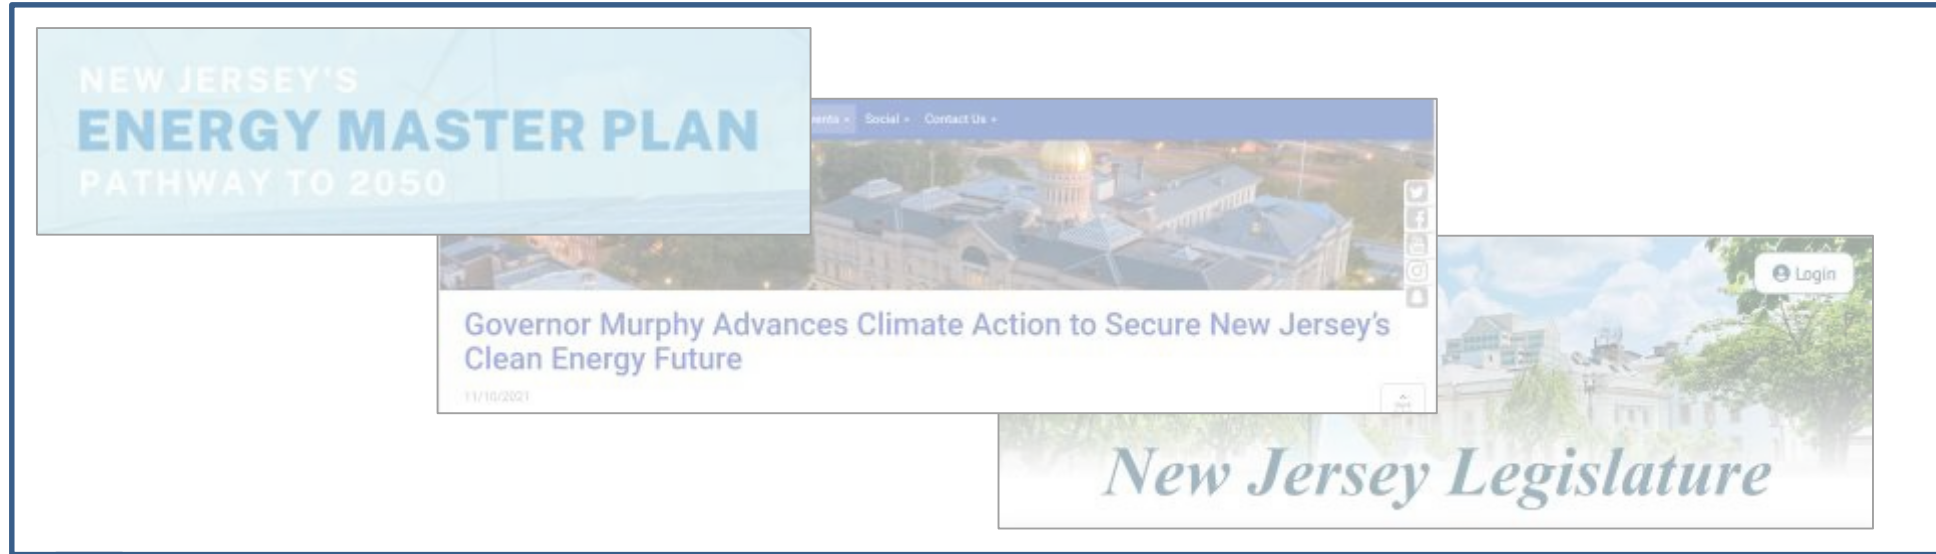 NEW JERSEY'S
ENERGY MASTER PLAN
PATHWAY TO 2050
Social Contact Us
Governor Murphy Advances Climate Action to Secure New Jersey's
Clean Energy Future
11/10/2021
Login
New Jersey Legislature